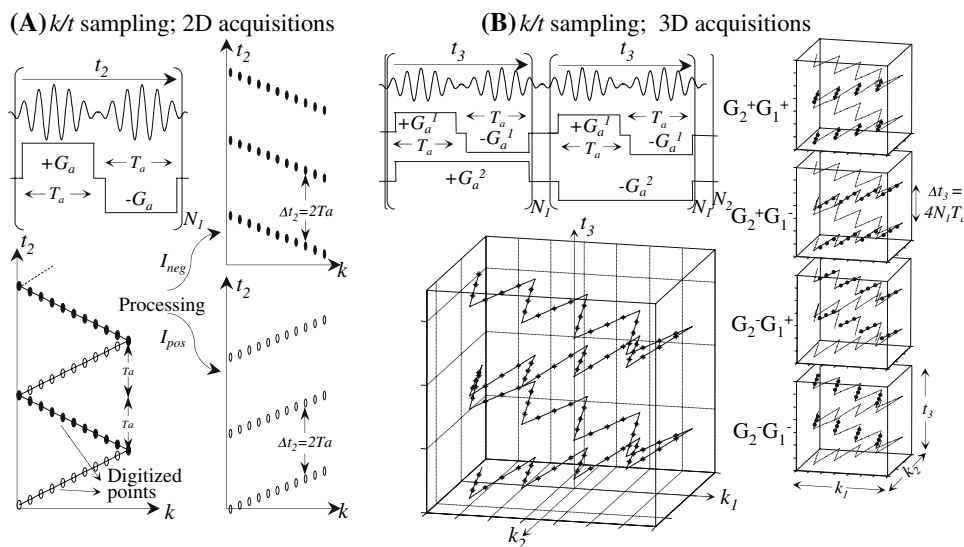 (A) k/t sampling; 2D acquisitions
t2
+Ga
Ta
Ta
-Ga
N1
t2
Δt2=2Ta
k
Ineg
Processing
Ipos
t2
Ta
Ta
Digitized
points
k
t2
Δt2=2Ta
k
(B) k/t sampling; 3D acquisitions
t3
t3
+Ga1
Ta
Ta
-Ga1
+Ga1
Ta
Ta
-Ga1
+Ga2
-Ga2
N1
N1
N2
t3
k1
k2
G2+G1+
G2+G1-
Δt3 =
4N1Ta
G2-G1+
G2-G1-
t3
k1
k2